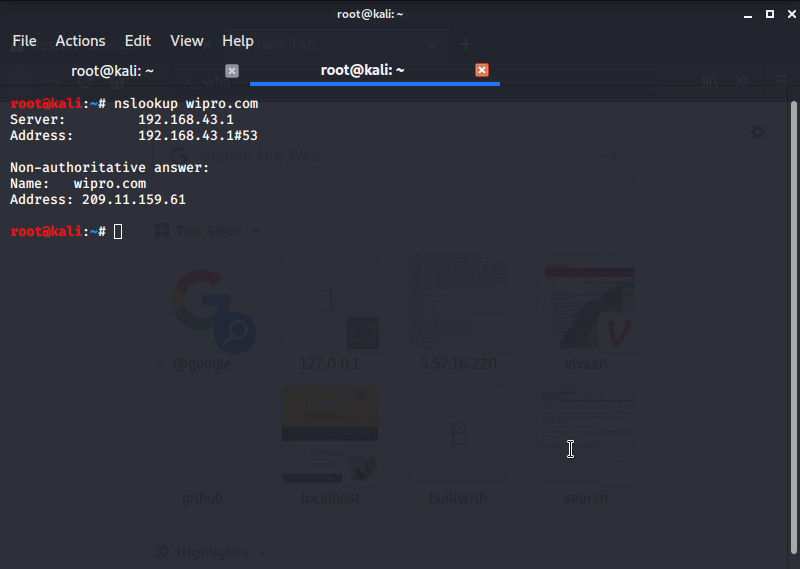 root@kali: ~
File Actions Edit View Help
New Tab
root@kali: ~ root@kali: ~
root@kali:~# nslookup wipro.com
Server: 192.168.43.1
Address: 192.168.43.1#53
Search the Web
Non-authoritative answer:
Name: wipro.com
Address: 209.11.159.61
root@kali:~#
Top Sites
1
@google 127.0.0.1 5.57.16.220 vivaah
B
github localhost builtwith search
Highlights